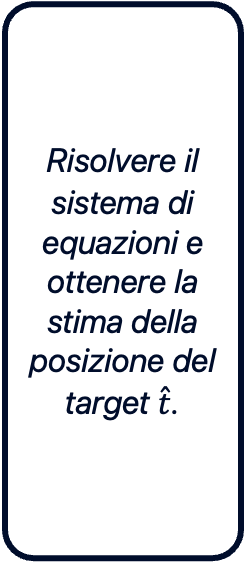 Risolvere il
sistema di
equazioni e
ottenere la
stima della
posizione del
target t̂.